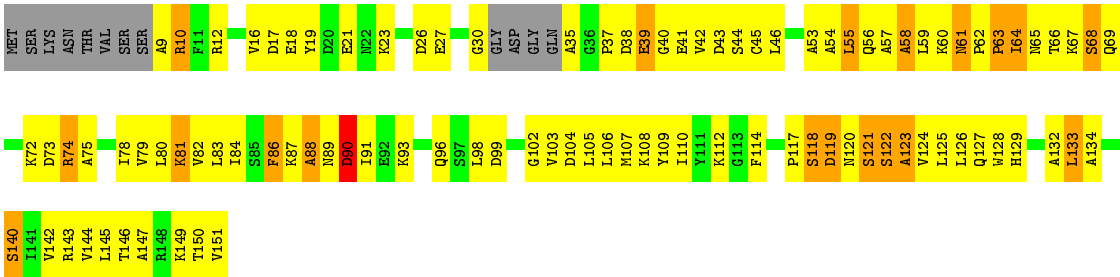 MET SER LYS ASN THR VAL SER SER A9 R10 F11 R12 V16 D17 E18 Y19 D20 E21 N22 K23 D26 E27 G30 GLY ASP GLY GLN A35 G36 P37 D38 E39 G40 E41 V42 D43 S44 C45 L46 A53 A54 L55 Q56 A57 A58 L59 K60 N61 P62 P63 I64 N65 T66 K67 S68 Q69
K72 D73 R74 A75 I78 V79 L80 K81 V82 L83 I84 S85 F86 K87 A88 N89 D90 I91 E92 K93 Q96 S97 L98 D99 G102 V103 D104 L105 L106 M107 K108 Y109 I110 Y111 K112 G113 F114 P117 S118 D119 N120 S121 S122 A123 V124 L125 L126 Q127 W128 H129 A132 L133 A134
S140 I141 V142 R143 V144 L145 T146 A147 R148 K149 T150 V151